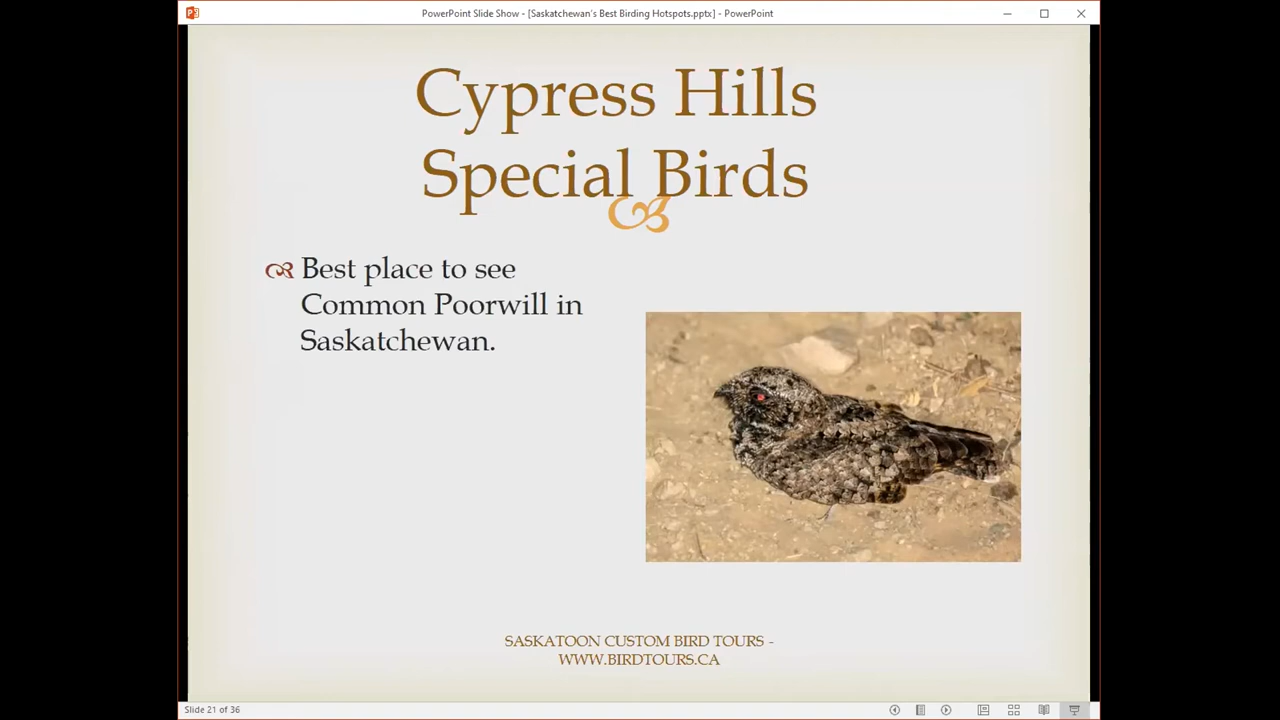 PowerPoint Slide Show - [Saskatchewan's Best Birding Hotspots.pptx] - PowerPoint
Cypress Hills
Special Birds
Best place to see
Common Poorwill in
Saskatchewan.
SASKATOON CUSTOM BIRD TOURS -
WWW.BIRDTOURS.CA
Slide 21 of 36